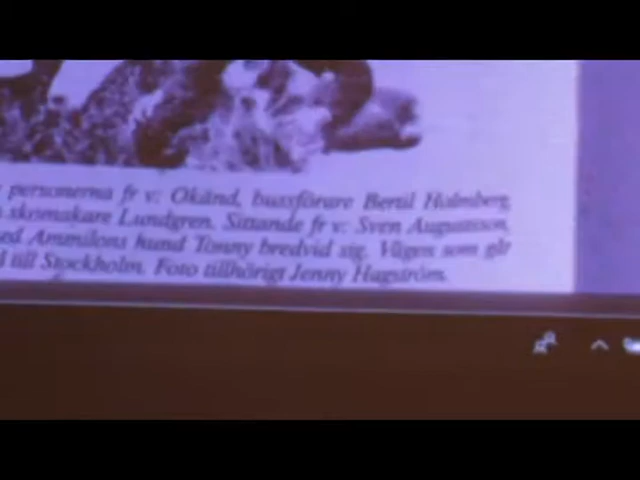 personerna fr v: Okänd, bussförare Bertil Holmberg,
skomakare Lundgren. Sittande fr v: Sven Augustsson,
Ammilons hund Tonny bredvid sig. Vägen som går
till Stockholm. Foto tillhörigt Jenny Hagström.